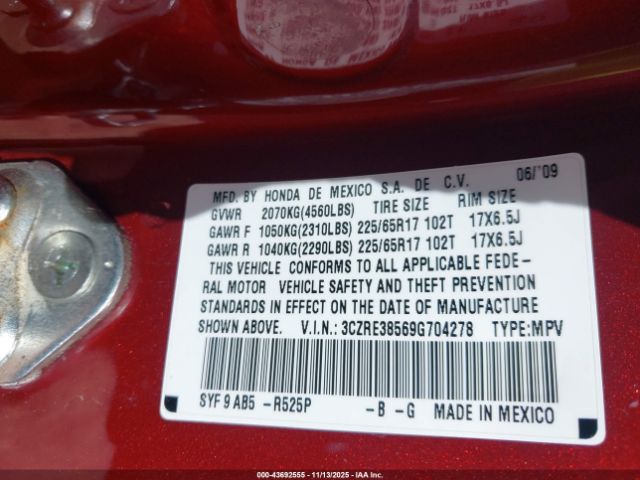 HONDA
MFD. BY HONDA DE MEXICO S.A. DE C.V. 06/'09
GVWR 2070KG(4560LBS) TIRE SIZE RIM SIZE
GAWR F 1050KG(2310LBS) 225/65R17 102T 17X6.5J
GAWR R 1040KG(2290LBS) 225/65R17 102T 17X6.5J
THIS VEHICLE CONFORMS TO ALL APPLICABLE FEDE-
RAL MOTOR VEHICLE SAFETY AND THEFT PREVENTION
STANDARDS IN EFFECT ON THE DATE OF MANUFACTURE
SHOWN ABOVE. V.I.N.: 3CZRE38569G704278 TYPE:MPV
SYF 9 AB5 -R525P -B -G MADE IN MEXICO
000-43692555 - 11/13/2025 - IAAI.COM